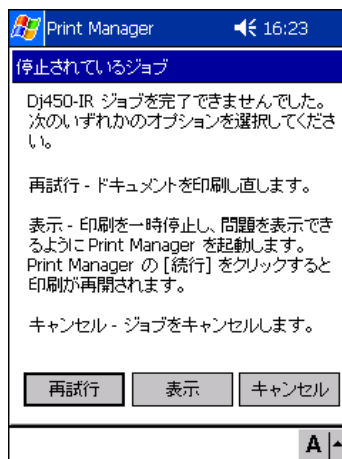 Print Manager 16:23
停止されているジョブ
Dj450-IR ジョブを完了できませんでした。
次のいずれかのオプションを選択してくださ
い。
再試行 - ドキュメントを印刷し直します。
表示 - 印刷を一時停止し、問題を表示でき
るように Print Manager を起動します。
Print Manager の [続行] をクリックすると
印刷が再開されます。
キャンセル - ジョブをキャンセルします。
再試行 表示 キャンセル
A